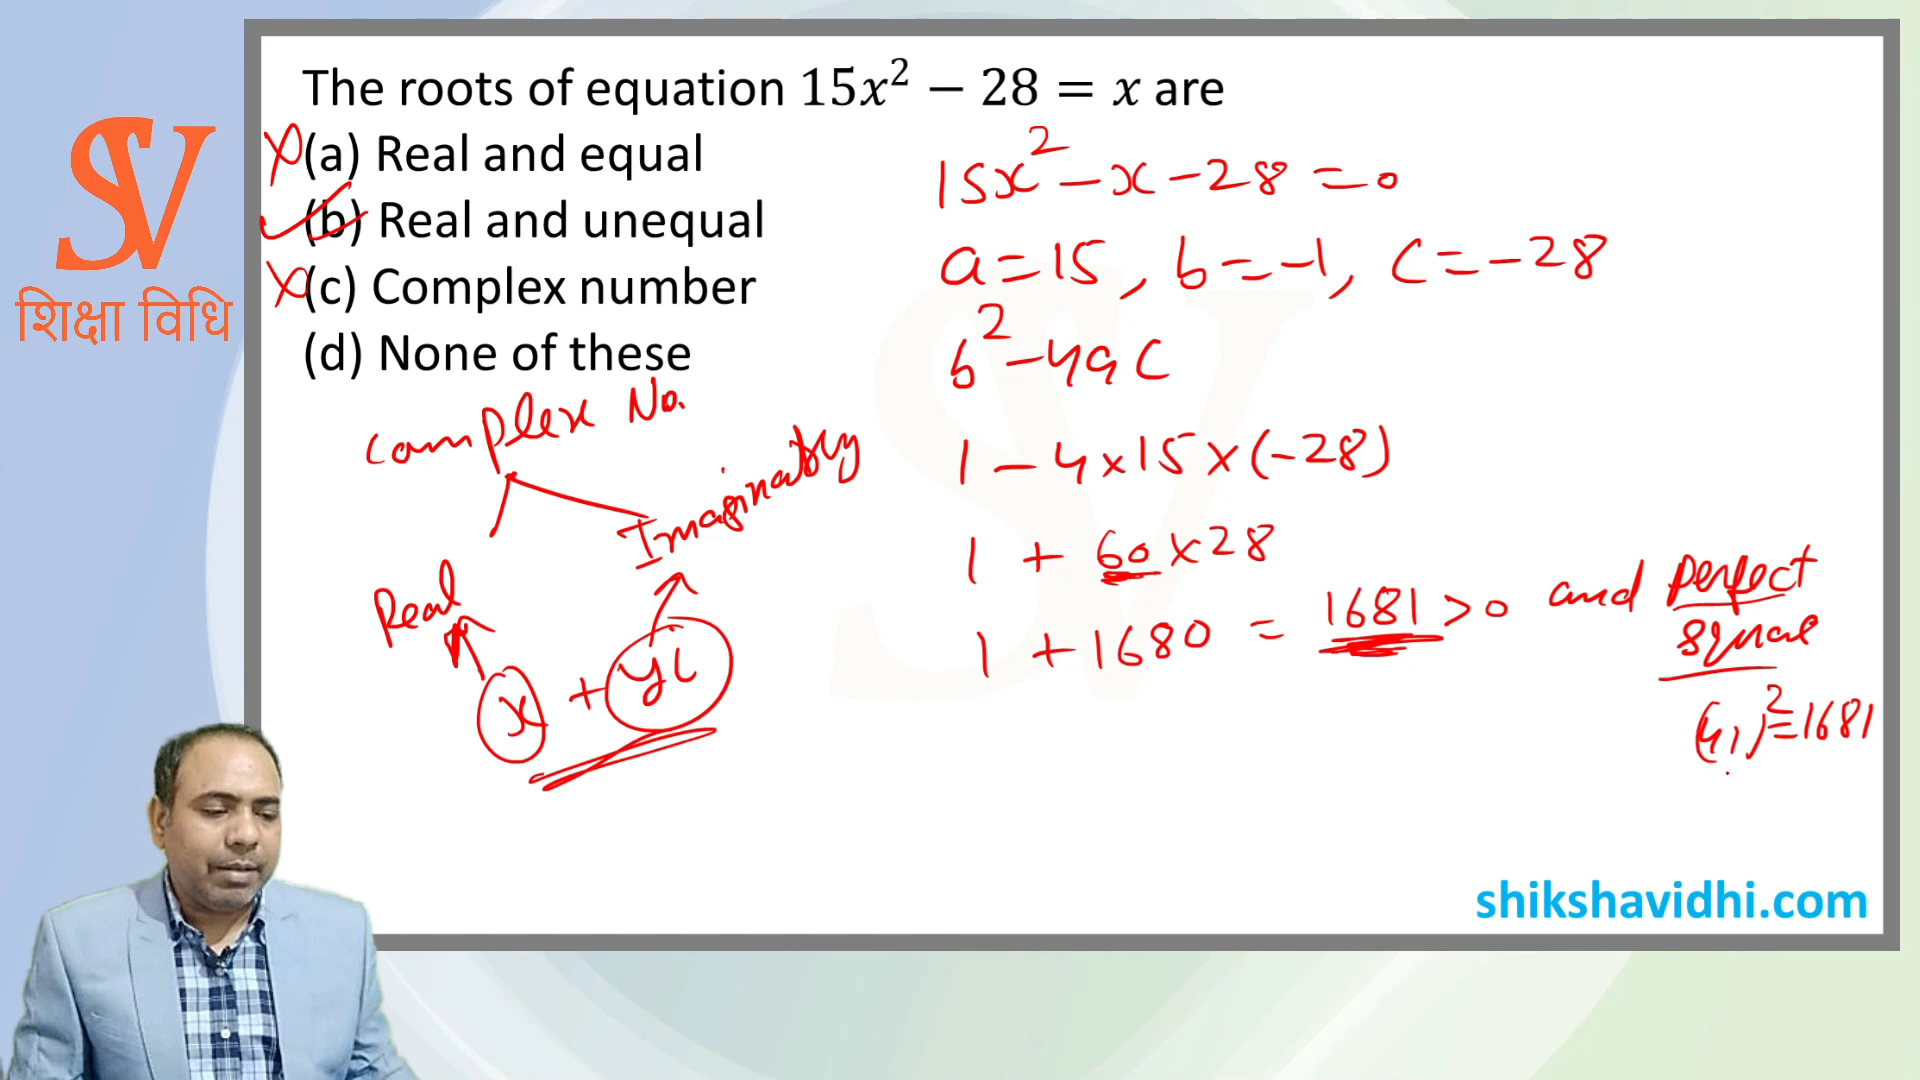 The roots of equation 15x² − 28 = x are
(a) Real and equal
(b) Real and unequal
(c) Complex number
(d) None of these
SV
शिक्षा विधि
Complex No.
Real
Imaginary
x + yi
15x² − x − 28 = 0
a = 15, b = −1, c = −28
b² − 4ac
1 − 4 × 15 × (−28)
1 + 60 × 28
1 + 1680 = 1681 > 0 and perfect
square
(41)² = 1681
shikshavidhi.com